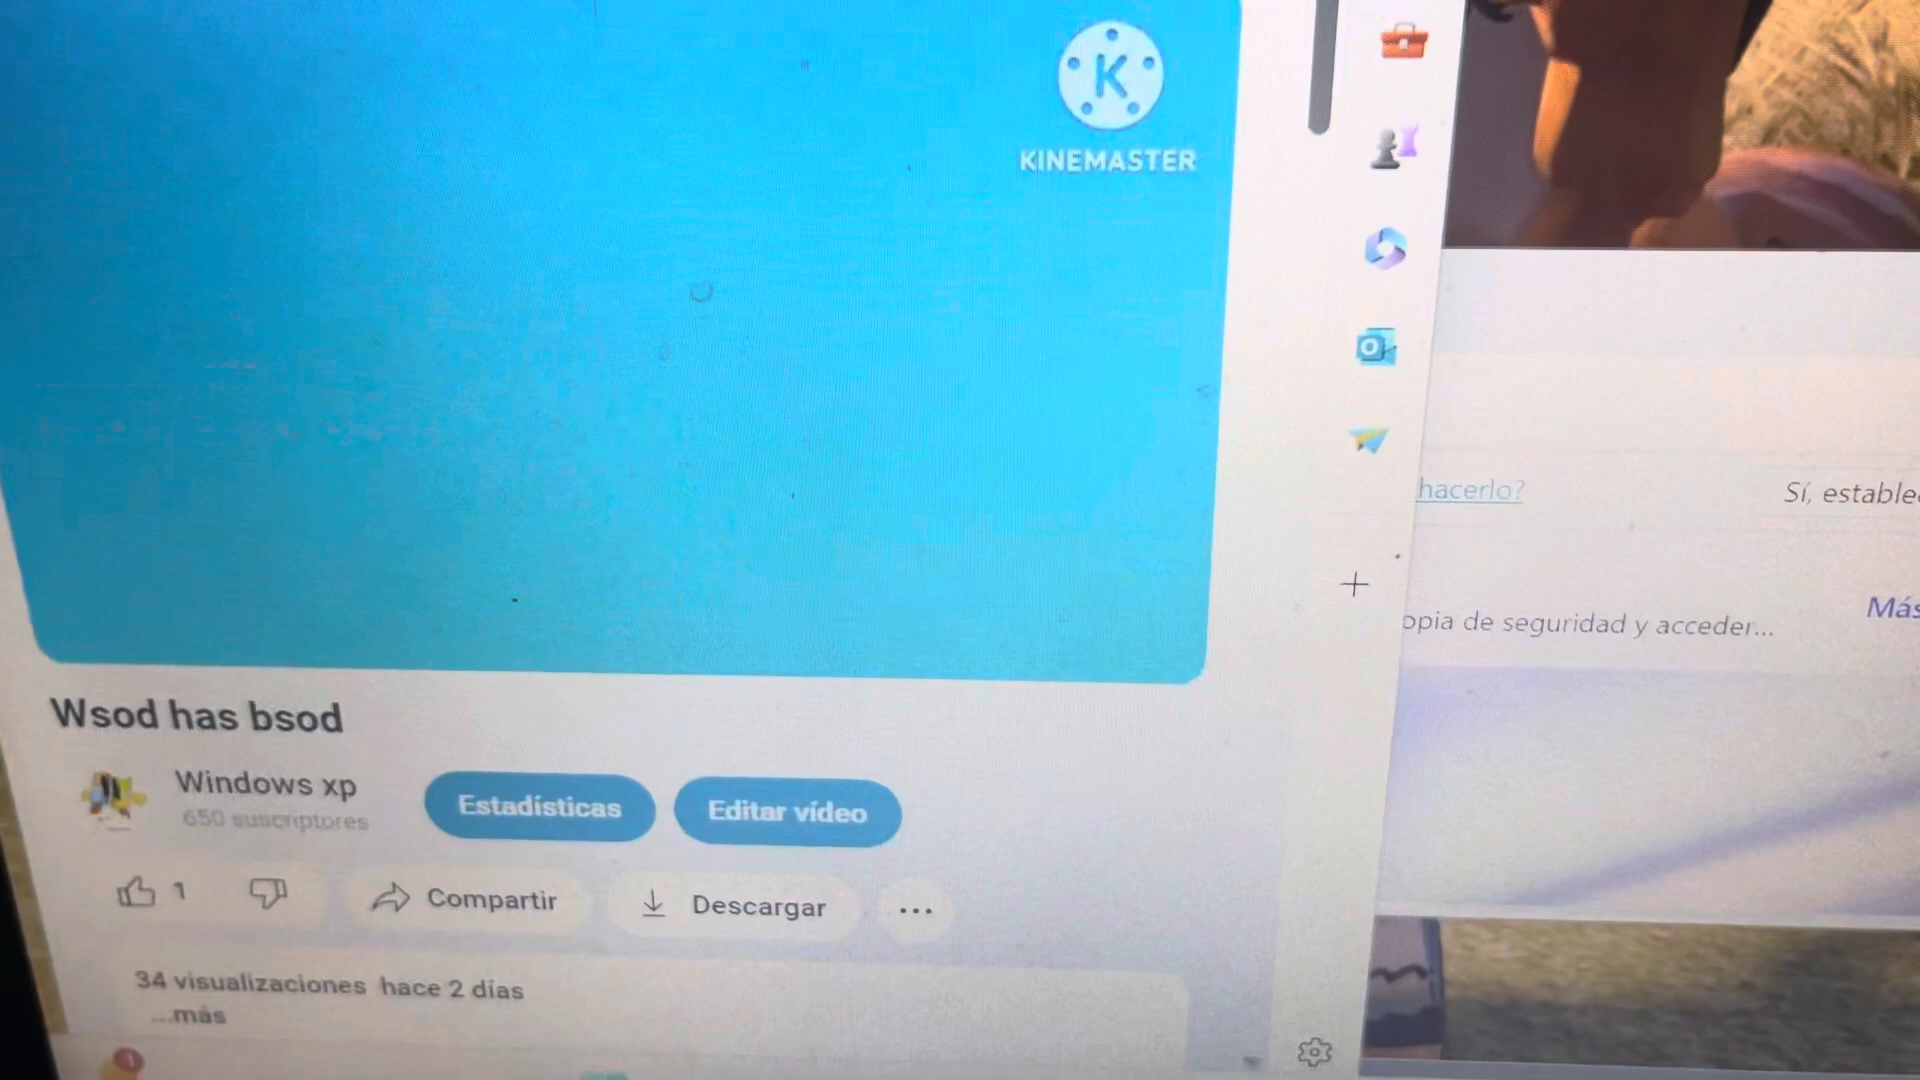 K
KINEMASTER
hacerlo?
Sí, estable
opia de seguridad y acceder...
Más
Wsod has bsod
Windows xp
650 suscriptores
Estadísticas
Editar vídeo
1
Compartir
Descargar
...
34 visualizaciones hace 2 días
...más
1